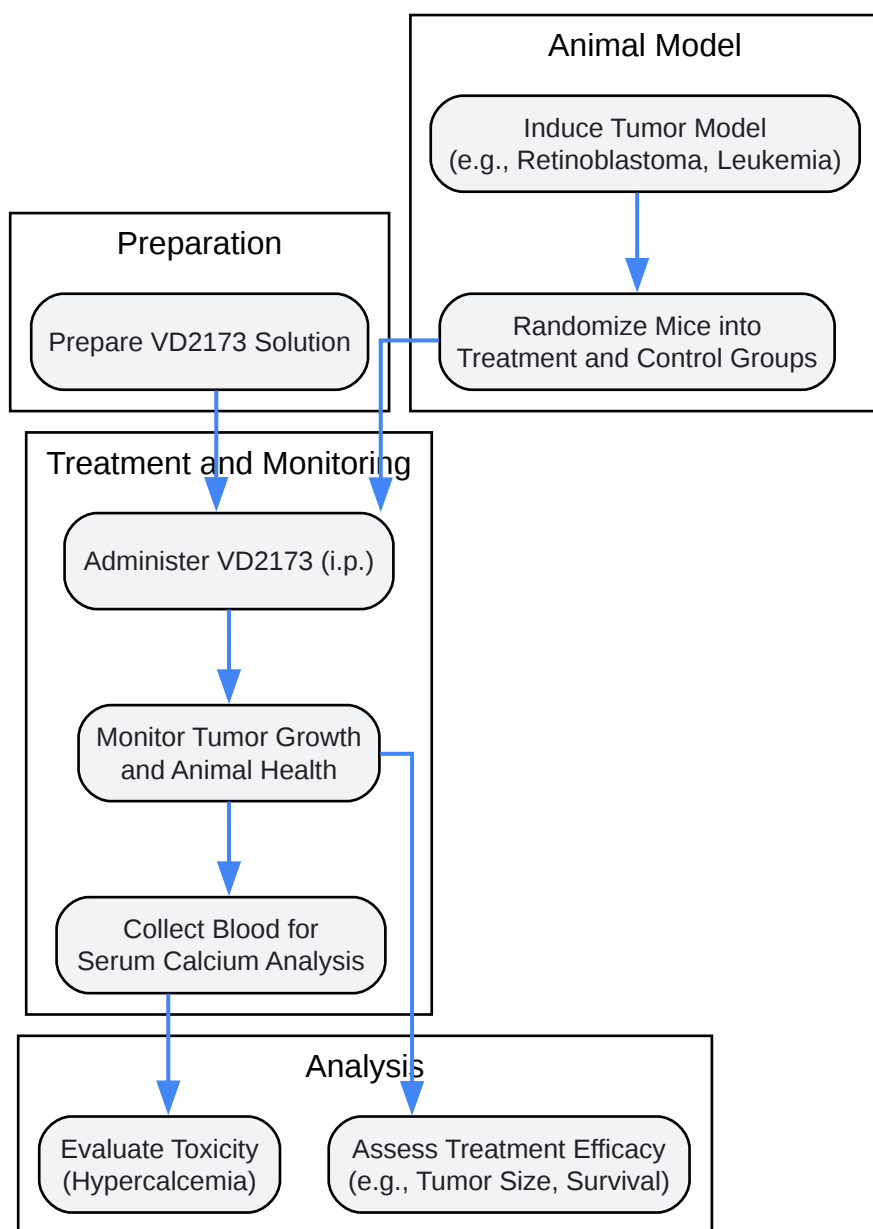 Animal Model
Induce Tumor Model
(e.g., Retinoblastoma, Leukemia)
Preparation
Prepare VD2173 Solution
Randomize Mice into
Treatment and Control Groups
Treatment and Monitoring
Administer VD2173 (i.p.)
Monitor Tumor Growth
and Animal Health
Collect Blood for
Serum Calcium Analysis
Analysis
Evaluate Toxicity
(Hypercalcemia)
Assess Treatment Efficacy
(e.g., Tumor Size, Survival)